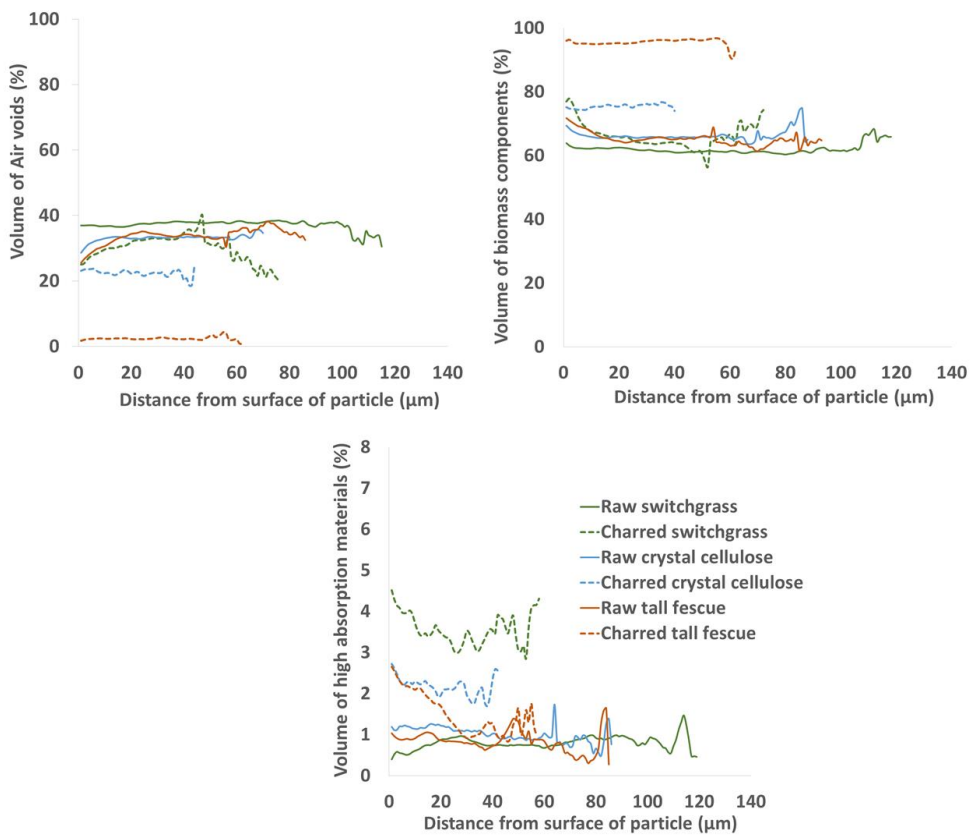 Volume of Air voids (%)
100
80
60
40
20
0
0 20 40 60 80 100 120 140
Distance from surface of particle (µm)
Volume of biomass components (%)
100
80
60
40
20
0
0 20 40 60 80 100 120 140
Distance from surface of particle (µm)
Volume of high absorption materials (%)
8
7
6
5
4
3
2
1
0
0 20 40 60 80 100 120 140
Distance from surface of particle (µm)
Raw switchgrass
Charred switchgrass
Raw crystal cellulose
Charred crystal cellulose
Raw tall fescue
Charred tall fescue